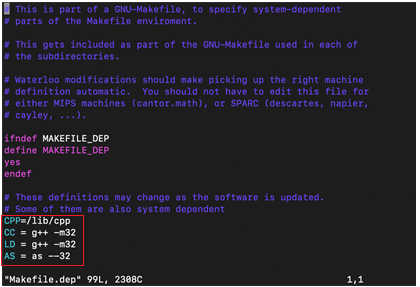 # This is part of a GNU-Makefile, to specify system-dependent
# parts of the Makefile enviroment.
# This gets included as part of the GNU-Makefile used in each of
# the subdirectories.
# Waterloo modifications should make picking up the right machine
# definition automatic.  You should not have to edit this file for
# either MIPS machines (cantor.math), or SPARC (descartes, napier,
# cayley, ...).
ifndef MAKEFILE_DEP
define MAKEFILE_DEP
yes
endef
# These definitions may change as the software is updated.
# Some of them are also system dependent
CPP=/lib/cpp
CC = g++ -m32
LD = g++ -m32
AS = as --32
"Makefile.dep" 99L, 2308C 1,1